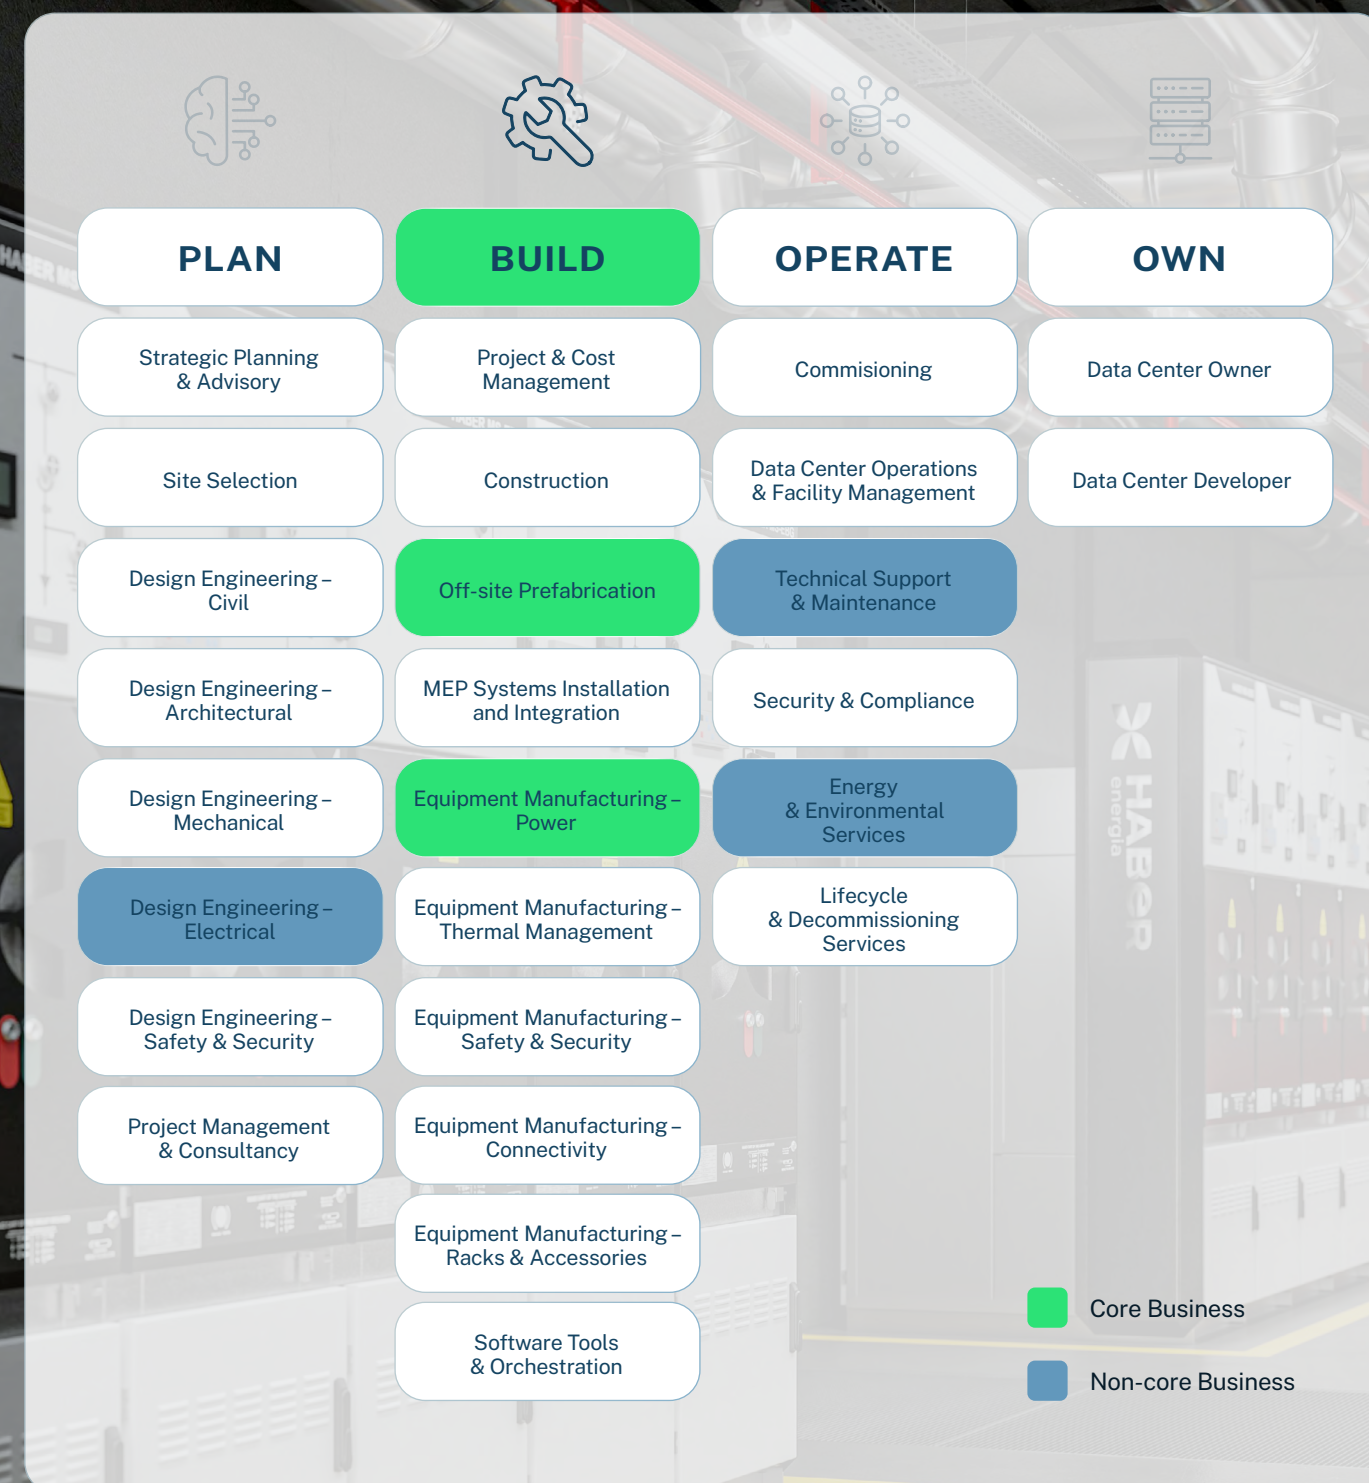 PLAN
Strategic Planning
& Advisory
Site Selection
Design Engineering –
Civil
Design Engineering –
Architectural
Design Engineering –
Mechanical
Design Engineering –
Electrical
Design Engineering –
Safety & Security
Project Management
& Consultancy
BUILD
Project & Cost
Management
Construction
Off-site Prefabrication
MEP Systems Installation
and Integration
Equipment Manufacturing –
Power
Equipment Manufacturing –
Thermal Management
Equipment Manufacturing –
Safety & Security
Equipment Manufacturing –
Connectivity
Equipment Manufacturing –
Racks & Accessories
Software Tools
& Orchestration
OPERATE
Commisioning
Data Center Operations
& Facility Management
Technical Support
& Maintenance
Security & Compliance
Energy
& Environmental
Services
Lifecycle
& Decommissioning
Services
OWN
Data Center Owner
Data Center Developer
HABeR
energia
Core Business
Non-core Business